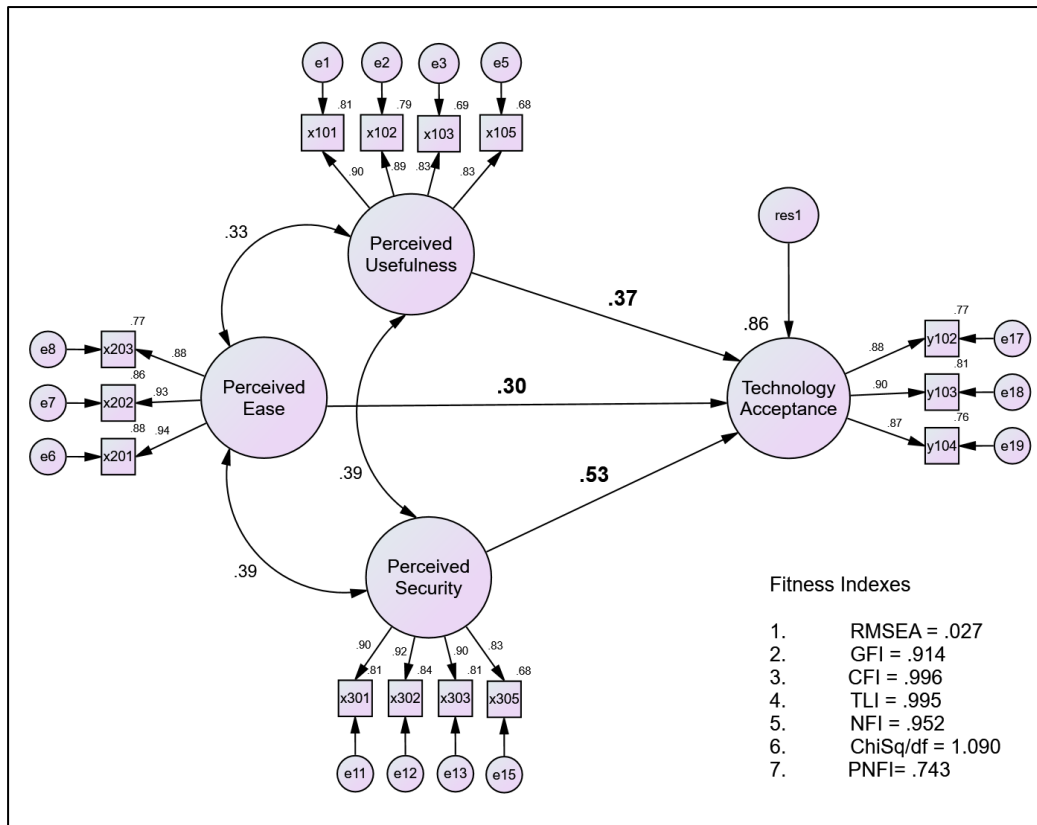 e1
e2
e3
e5
.81
.79
.69
.68
x101
x102
x103
x105
.90
.89
.83
.83
Perceived
Usefulness
res1
.33
.37
.86
.77
e8
x203
.88
.86
e7
x202
.93
.88
.94
e6
x201
Perceived
Ease
.30
Technology
Acceptance
.77
.88
y102
e17
.81
.90
y103
e18
.76
.87
y104
e19
.39
.53
.39
Perceived
Security
.90
.92
.90
.83
.81
.84
.81
.68
x301
x302
x303
x305
e11
e12
e13
e15
Fitness Indexes
1. RMSEA = .027
2. GFI = .914
3. CFI = .996
4. TLI = .995
5. NFI = .952
6. ChiSq/df = 1.090
7. PNFI= .743